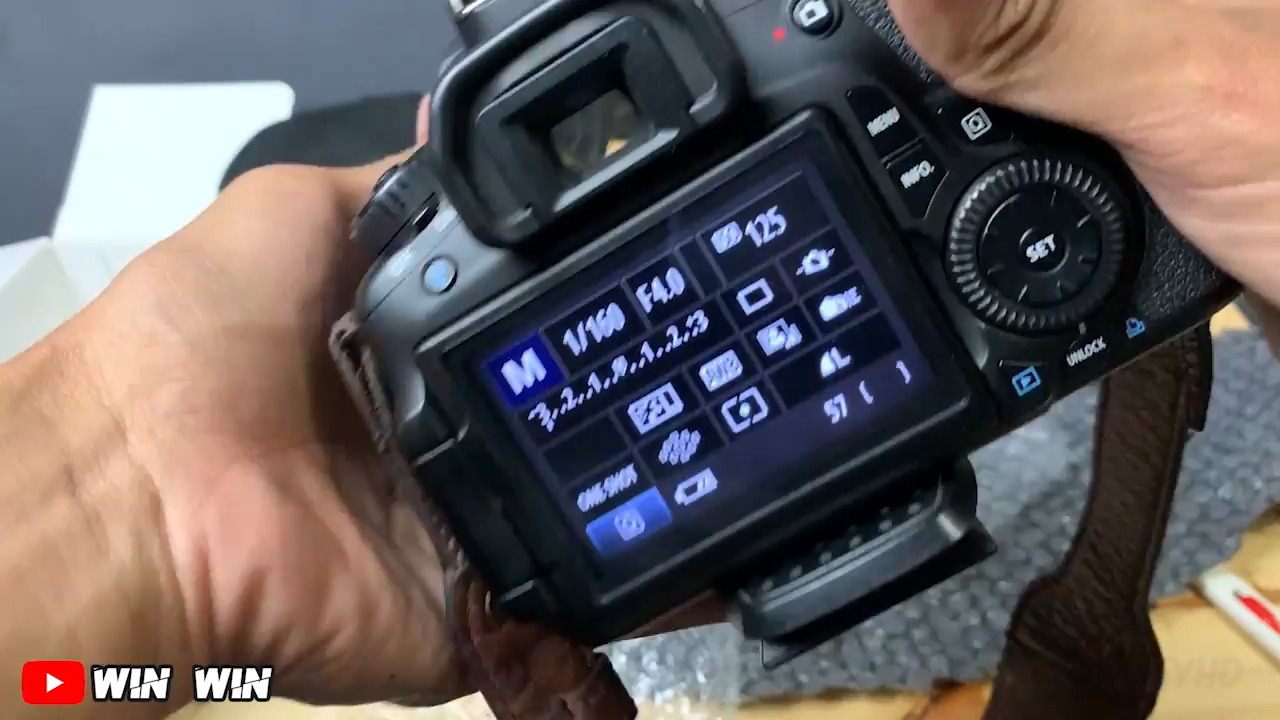 MENU
INFO.
SET
UNLOCK
M 1/160 F4.0 ISO 125
-3..2..1..0..1..2.:3
AWB
ONE SHOT
L
57 [ ]
WIN WIN